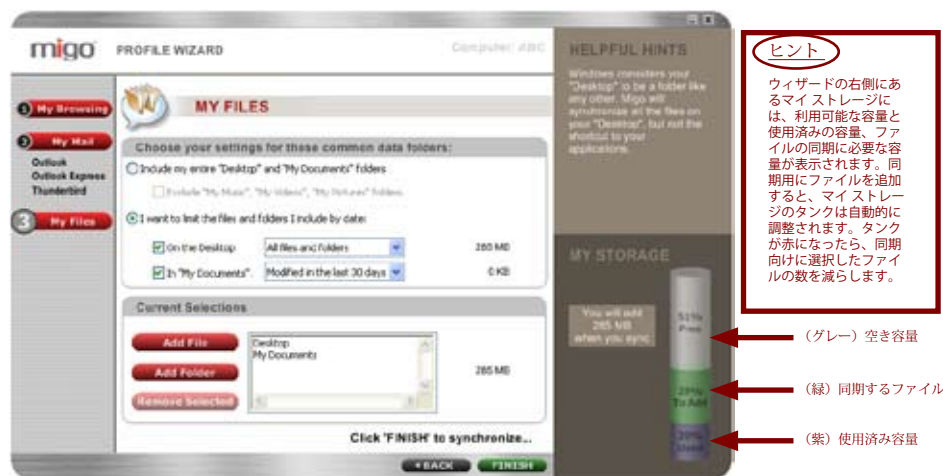 migo
PROFILE WIZARD
Computer: ABC
1 My Browsing
2 My Mail
Outlook
Outlook Express
Thunderbird
3 My Files
MY FILES
Choose your settings for these common data folders:
Include my entire "Desktop" and "My Documents" folders
Exclude "My Music", "My Videos", "My Pictures" folders
I want to limit the files and folders I include by date:
On the Desktop
All files and folders
280 MB
In "My Documents".
Modified in the last 30 days
0 KB
Current Selections
Add File
Add Folder
Remove Selected
Desktop
My Documents
285 MB
Click 'FINISH' to synchronize...
BACK
FINISH
HELPFUL HINTS
Windows considers your
"Desktop" to be a folder like
any other. Migo will
synchronize all the files on
your "Desktop", but not the
shortcut to your
applications.
MY STORAGE
You will add
285 MB
when you sync
51%
Free
To Add
Used
ヒント
ウィザードの右側にあ
るマイ ストレージに
は、利用可能な容量と
使用済みの容量、ファ
イルの同期に必要な容
量が表示されます。同
期用にファイルを追加
すると、マイ ストレー
ジのタンクは自動的に
調整されます。タンク
が赤になったら、同期
向けに選択したファイ
ルの数を減らします。
（グレー）空き容量
（緑）同期するファイル
（紫）使用済み容量